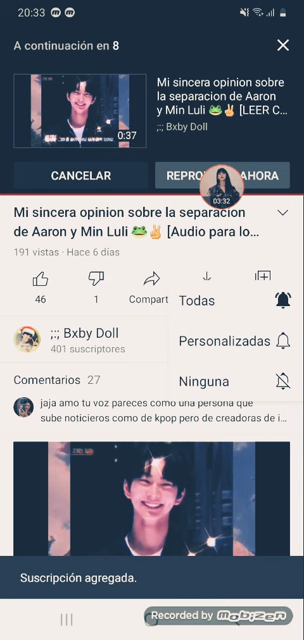 20:33
A continuación en 8
Mi sincera opinion sobre
la separacion de Aaron
y Min Luli 🐸✌ [LEER C...
0:37
;:; Bxby Doll
CANCELAR
REPRO AHORA
03:32
Mi sincera opinion sobre la separacion
de Aaron y Min Luli 🐸✌ [Audio para lo...
191 vistas · Hace 6 días
46
1
Compart
Todas
;:; Bxby Doll
401 suscriptores
Personalizadas
Comentarios 27
Ninguna
jaja amo tu voz pareces como una persona que
sube noticieros como de kpop pero de creadoras de i...
Suscripción agregada.
Recorded by mobizen